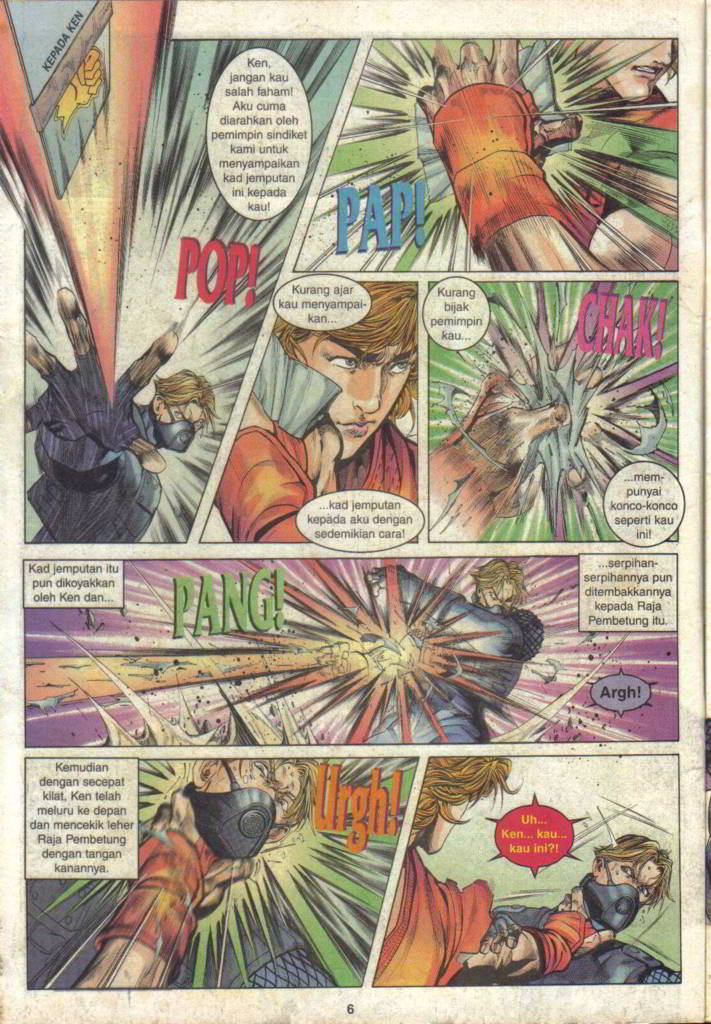 KEPADA KEN
Ken,
jangan kau
salah faham!
Aku cuma
diarahkan oleh
pemimpin sindiket
kami untuk
menyampaikan
kad jemputan
ini kepada
kau!
POP!
PAP!
Kurang ajar
kau menyampai-
kan...
...kad jemputan
kepada aku dengan
sedemikian cara!
Kurang
bijak
pemimpin
kau...
CHAK!
...mem-
punyai
konco-konco
seperti kau
ini!
Kad jemputan itu
pun dikoyakkan
oleh Ken dan...
PANG!
...serpihan-
serpihannya pun
ditembakkannya
kepada Raja
Pembetung itu.
Argh!
Kemudian
dengan secepat
kilat, Ken telah
meluru ke depan
dan mencekik leher
Raja Pembetung
dengan tangan
kanannya.
Urgh!
Uh...
Ken... kau...
kau ini?!
6